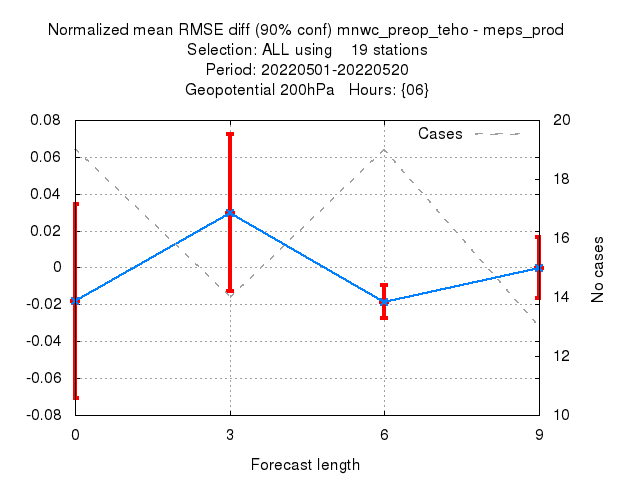 Normalized mean RMSE diff (90% conf) mnwc_preop_teho - meps_prod
Selection: ALL using    19 stations
Period: 20220501-20220520
Geopotential 200hPa   Hours: {06}
0.08
0.06
0.04
0.02
0
-0.02
-0.04
-0.06
-0.08
Cases
20
18
16
14
12
10
No cases
0 3 6 9
Forecast length